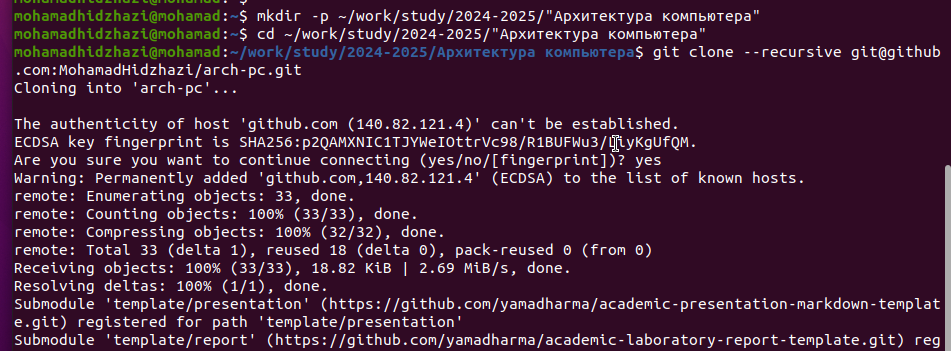 mohamadhidzhazi@mohamad:~$ mkdir -p ~/work/study/2024-2025/"Архитектура компьютера"
mohamadhidzhazi@mohamad:~$ cd ~/work/study/2024-2025/"Архитектура компьютера"
mohamadhidzhazi@mohamad:~/work/study/2024-2025/Архитектура компьютера$ git clone --recursive git@github
.com:MohamadHidzhazi/arch-pc.git
Cloning into 'arch-pc'...
The authenticity of host 'github.com (140.82.121.4)' can't be established.
ECDSA key fingerprint is
Are you sure you want to continue connecting (yes/no/[fingerprint])? yes
Warning: Permanently added 'github.com,140.82.121.4' (ECDSA) to the list of known hosts.
remote: Enumerating objects: 33, done.
remote: Counting objects: 100% (33/33), done.
remote: Compressing objects: 100% (32/32), done.
remote: Total 33 (delta 1), reused 18 (delta 0), pack-reused 0 (from 0)
Receiving objects: 100% (33/33), 18.82 KiB | 2.69 MiB/s, done.
Resolving deltas: 100% (1/1), done.
Submodule 'template/presentation' (https://github.com/yamadharma/academic-presentation-markdown-templat
e.git) registered for path 'template/presentation'
Submodule 'template/report' (https://github.com/yamadharma/academic-laboratory-report-template.git) reg